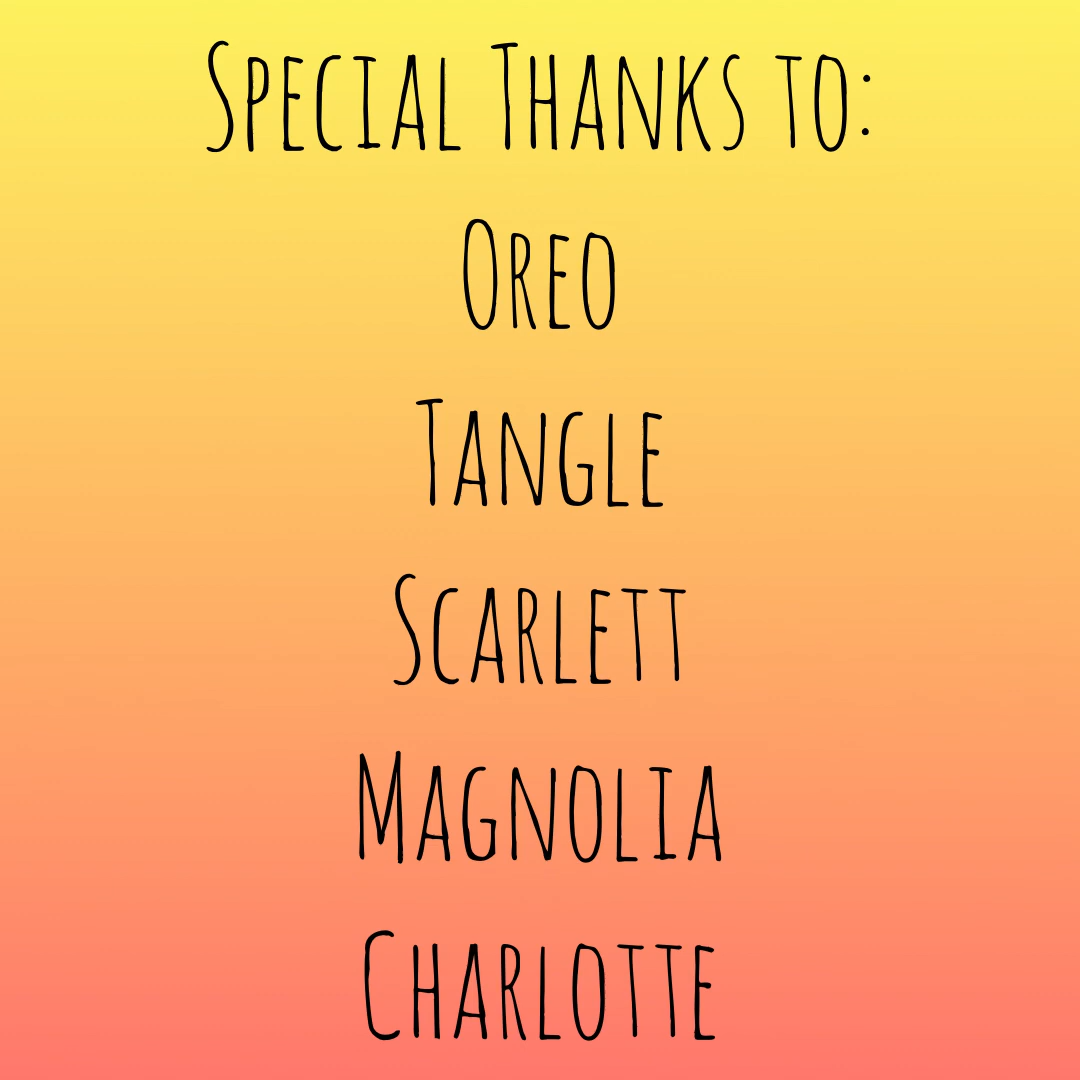 Special Thanks to:
Oreo
Tangle
Scarlett
Magnolia
Charlotte